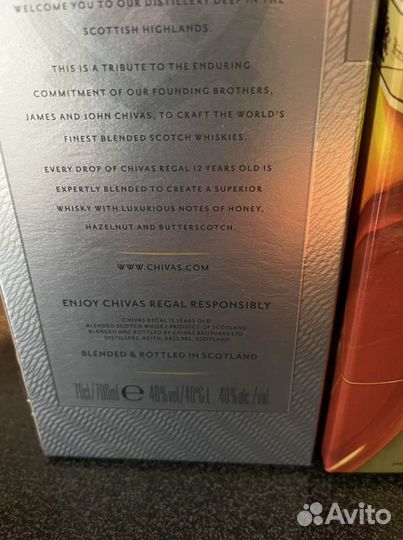 WELCOME YOU TO OUR DISTILLERY DEEP IN THE
SCOTTISH HIGHLANDS.
THIS IS A TRIBUTE TO THE ENDURING
COMMITMENT OF OUR FOUNDING BROTHERS,
JAMES AND JOHN CHIVAS, TO CRAFT THE WORLD'S
FINEST BLENDED SCOTCH WHISKIES.
EVERY DROP OF CHIVAS REGAL 12 YEARS OLD IS
EXPERTLY BLENDED TO CREATE A SUPERIOR
WHISKY WITH LUXURIOUS NOTES OF HONEY,
HAZELNUT AND BUTTERSCOTCH.
WWW.CHIVAS.COM
ENJOY CHIVAS REGAL RESPONSIBLY
CHIVAS REGAL 12 YEARS OLD
BLENDED SCOTCH WHISKY PRODUCT OF SCOTLAND
BLENDED AND BOTTLED BY CHIVAS BROTHERS LTD
DISTILLERS, KEITH, AB55 5BS, SCOTLAND.
BLENDED & BOTTLED IN SCOTLAND
70cl/700ml e 40%vol/40°G.L. 40%alc/vol
Avito